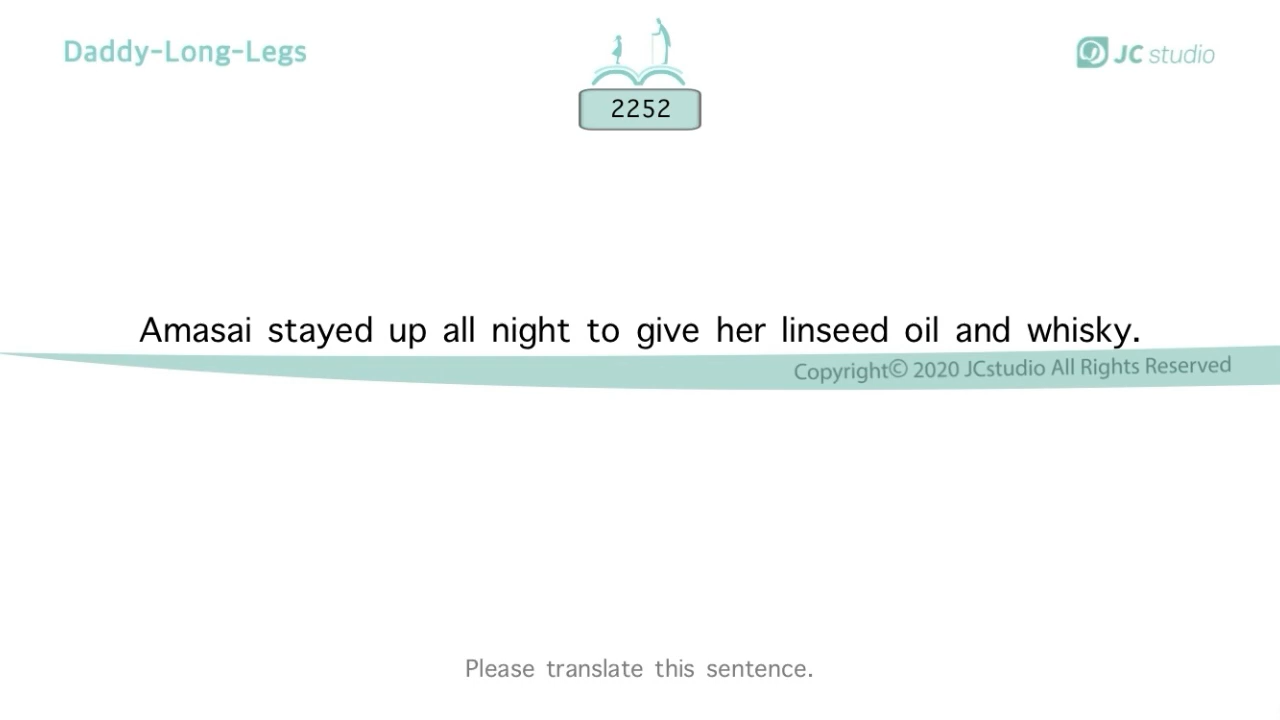 Daddy-Long-Legs
JC studio
2252
Amasai stayed up all night to give her linseed oil and whisky.
Copyright© 2020 JCstudio All Rights Reserved
Please translate this sentence.